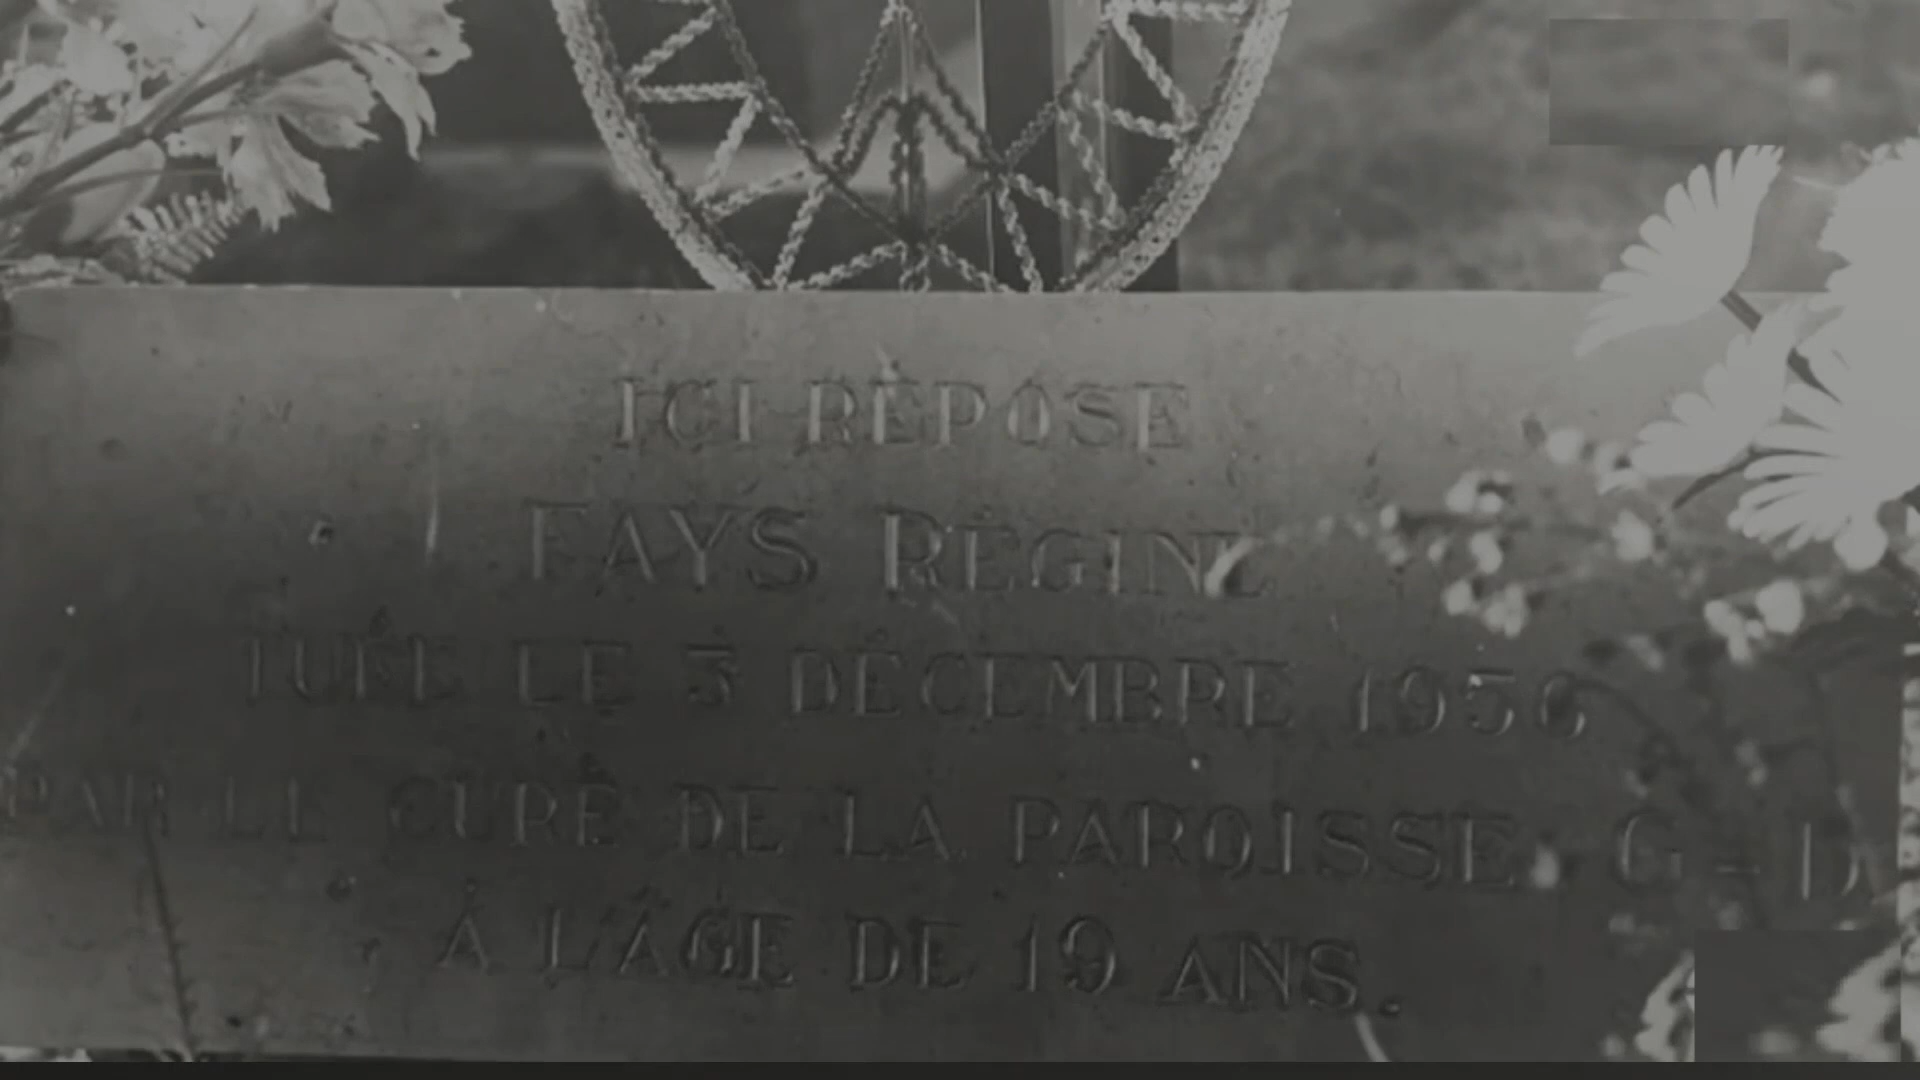 ICI REPOSE
FAYS RÉGINE
TUÉE LE 3 DÉCEMBRE 1956
PAR LE CURÉ DE LA PAROISSE G-D
À L'ÂGE DE 19 ANS.